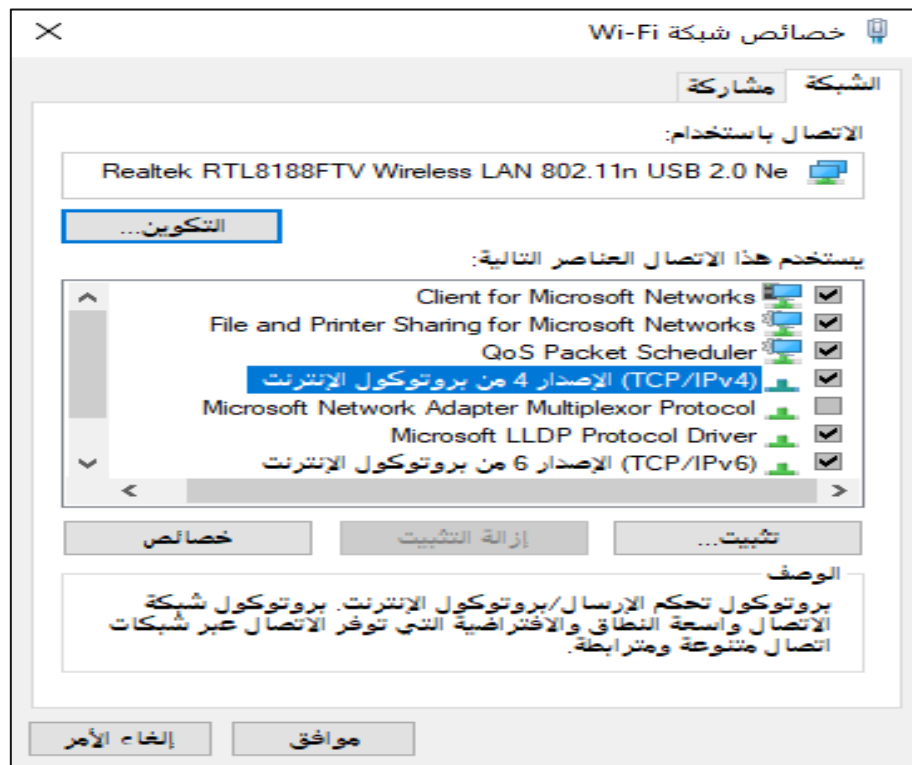 خصائص شبكة Wi-Fi
الشبكة
مشاركة
الاتصال باستخدام:
Realtek RTL8188FTV Wireless LAN 802.11n USB 2.0 Ne
التكوين...
يستخدم هذا الاتصال العناصر التالية:
Client for Microsoft Networks
File and Printer Sharing for Microsoft Networks
QoS Packet Scheduler
(TCP/IPv4) الإصدار 4 من بروتوكول الإنترنت
Microsoft Network Adapter Multiplexor Protocol
Microsoft LLDP Protocol Driver
(TCP/IPv6) الإصدار 6 من بروتوكول الإنترنت
تثبيت...
إزالة التثبيت
خصائص
الوصف
بروتوكول تحكم الإرسال/بروتوكول الإنترنت. بروتوكول شبكة
الاتصال واسعة النطاق والافتراضية التي توفر الاتصال عبر شبكات
اتصال متنوعة ومترابطة.
موافق
إلغاء الأمر